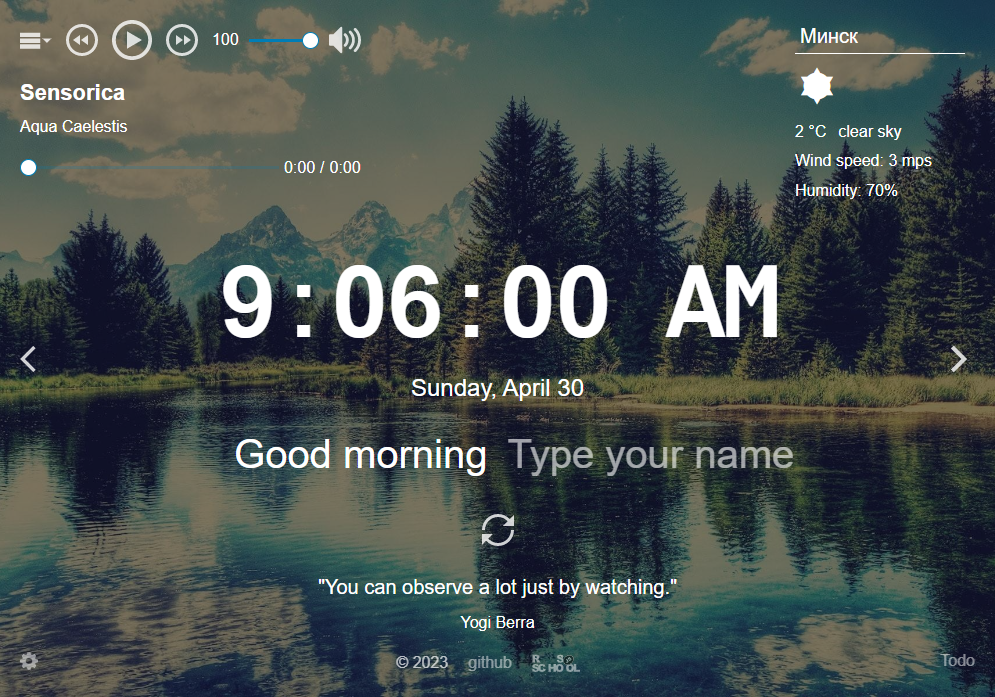 100
Минск
Sensorica
Aqua Caelestis
0:00 / 0:00
2 °C clear sky
Wind speed: 3 mps
Humidity: 70%
9:06:00 AM
Sunday, April 30
Good morning Type your name
"You can observe a lot just by watching."
Yogi Berra
© 2023 github RS SCHOOL
Todo